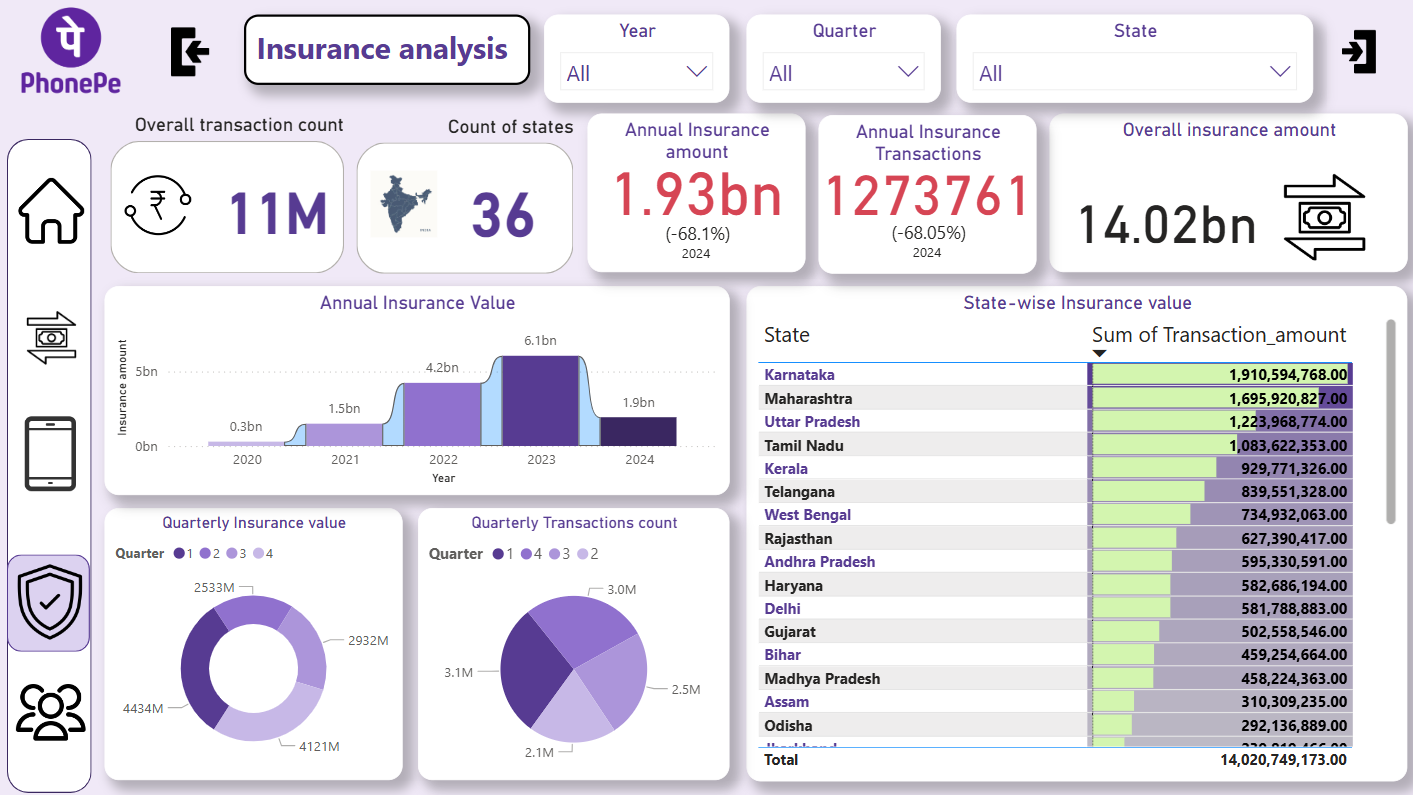 पे
PhonePe
Insurance analysis
Year
All
Quarter
All
State
All
Overall transaction count
11M
Count of states
36
Annual Insurance
amount
1.93bn
(-68.1%)
2024
Annual Insurance
Transactions
1273761
(-68.05%)
2024
Overall insurance amount
14.02bn
₹
Annual Insurance Value
Insurance amount
5bn
0bn
0.3bn
1.5bn
4.2bn
6.1bn
1.9bn
2020
2021
2022
2023
2024
Year
Quarterly Insurance value
Quarter 1 2 3 4
2533M
2932M
4434M
4121M
Quarterly Transactions count
Quarter 1 4 3 2
3.0M
3.1M
2.5M
2.1M
State-wise Insurance value
State Sum of Transaction_amount
Karnataka 1,910,594,768.00
Maharashtra 1,695,920,827.00
Uttar Pradesh 1,223,968,774.00
Tamil Nadu 1,083,622,353.00
Kerala 929,771,326.00
Telangana 839,551,328.00
West Bengal 734,932,063.00
Rajasthan 627,390,417.00
Andhra Pradesh 595,330,591.00
Haryana 582,686,194.00
Delhi 581,788,883.00
Gujarat 502,558,546.00
Bihar 459,254,664.00
Madhya Pradesh 458,224,363.00
Assam 310,309,235.00
Odisha 292,136,889.00
Total 14,020,749,173.00